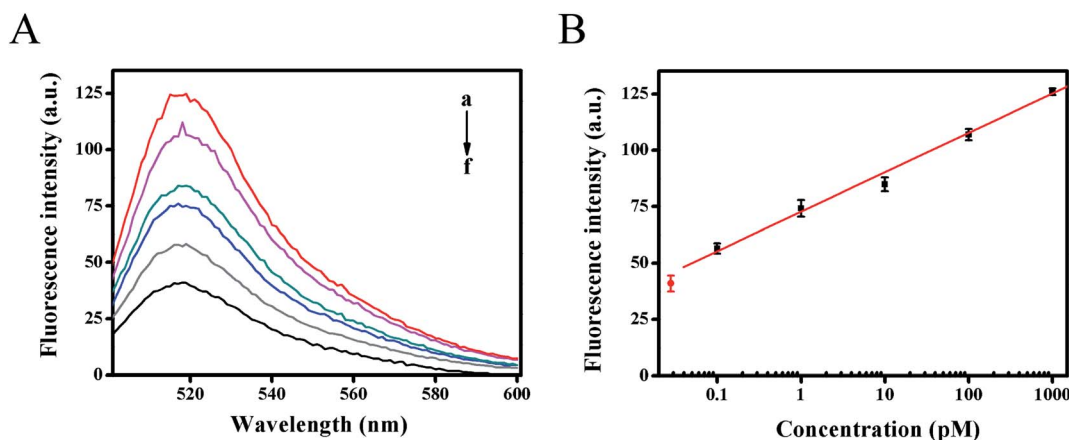 A
Fluorescence intensity (a.u.)
125
100
75
50
25
0
a
f
520
540
560
580
600
Wavelength (nm)
B
Fluorescence intensity (a.u.)
125
100
75
50
25
0
0.1
1
10
100
1000
Concentration (pM)